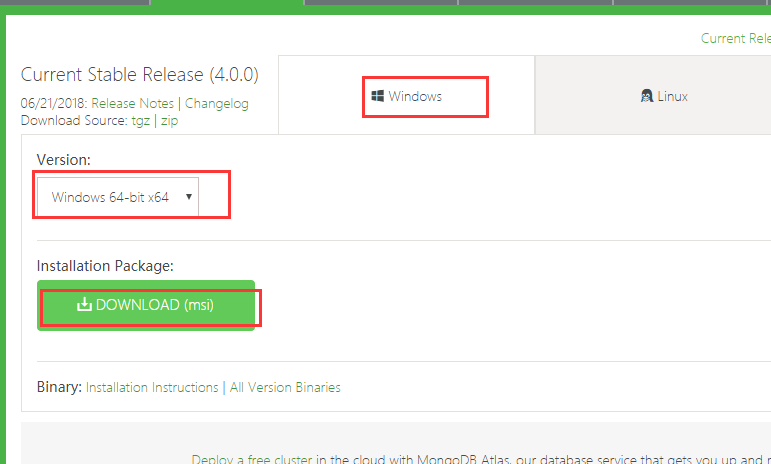 Current Rele
Current Stable Release (4.0.0)
Windows
Linux
06/21/2018: Release Notes | Changelog
Download Source: tgz | zip
Version:
Windows 64-bit x64
Installation Package:
DOWNLOAD (msi)
Binary: Installation Instructions | All Version Binaries
Deploy a free cluster in the cloud with MongoDB Atlas, our database service that gets you up and